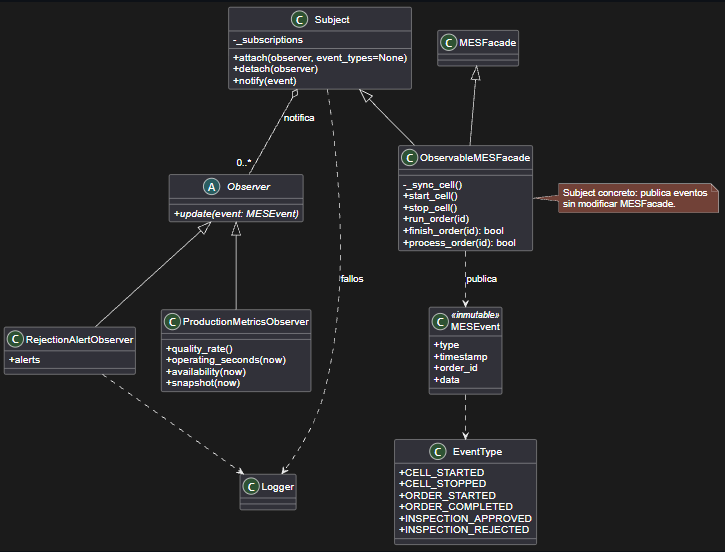 C Subject
-_subscriptions
+attach(observer, event_types=None)
+detach(observer)
+notify(event)
C MESFacade
notifica
0..*
C ObservableMESFacade
-_sync_cell()
+start_cell()
+stop_cell()
+run_order(id)
+finish_order(id): bool
+process_order(id): bool
Subject concreto: publica eventos
sin modificar MESFacade.
A Observer
+update(event: MESEvent)
fallos
publica
C RejectionAlertObserver
+alerts
C ProductionMetricsObserver
+quality_rate()
+operating_seconds(now)
+availability(now)
+snapshot(now)
C «inmutable»
MESEvent
+type
+timestamp
+order_id
+data
C Logger
C EventType
+CELL_STARTED
+CELL_STOPPED
+ORDER_STARTED
+ORDER_COMPLETED
+INSPECTION_APPROVED
+INSPECTION_REJECTED